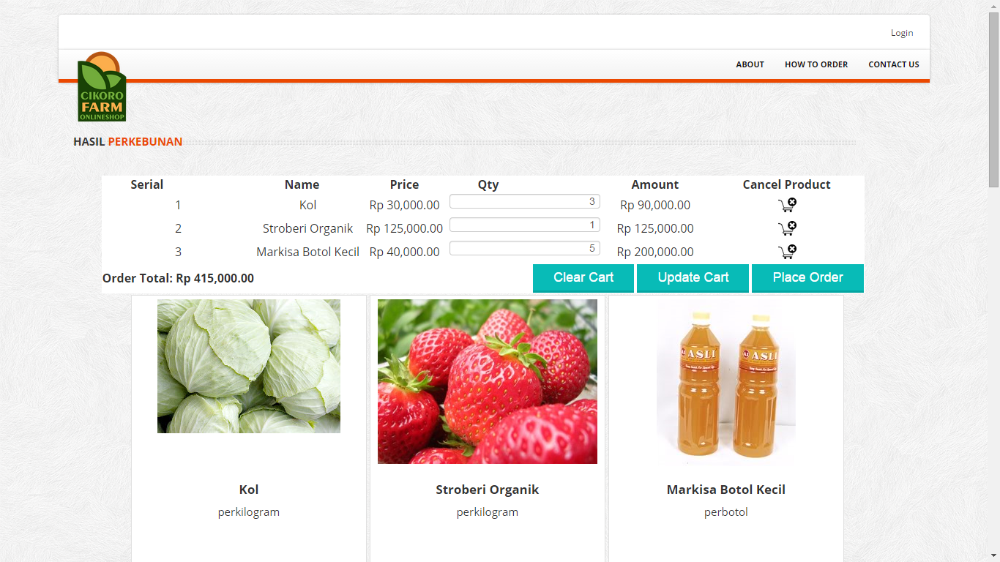 Login
ABOUT HOW TO ORDER CONTACT US
CIKORO
FARM
ONLINESHOP
HASIL PERKEBUNAN
Serial Name Price Qty Amount Cancel Product
1 Kol Rp 30,000.00 3 Rp 90,000.00
2 Stroberi Organik Rp 125,000.00 1 Rp 125,000.00
3 Markisa Botol Kecil Rp 40,000.00 5 Rp 200,000.00
Order Total: Rp 415,000.00 Clear Cart Update Cart Place Order
ASLI ASLI
Kol Stroberi Organik Markisa Botol Kecil
perkilogram perkilogram perbotol